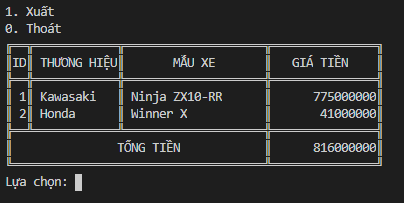 1. Xuất
0. Thoát
ID THƯƠNG HIỆU MẪU XE GIÁ TIỀN
1 Kawasaki Ninja ZX10-RR 775000000
2 Honda Winner X 41000000
TỔNG TIỀN 816000000
Lựa chọn: